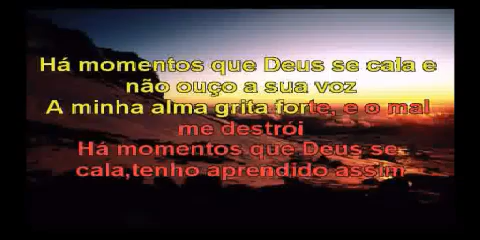 Há momentos que Deus se cala e
não ouço a sua voz
A minha alma grita forte, e o mal
me destrói
Há momentos que Deus se
cala,tenho aprendido assim